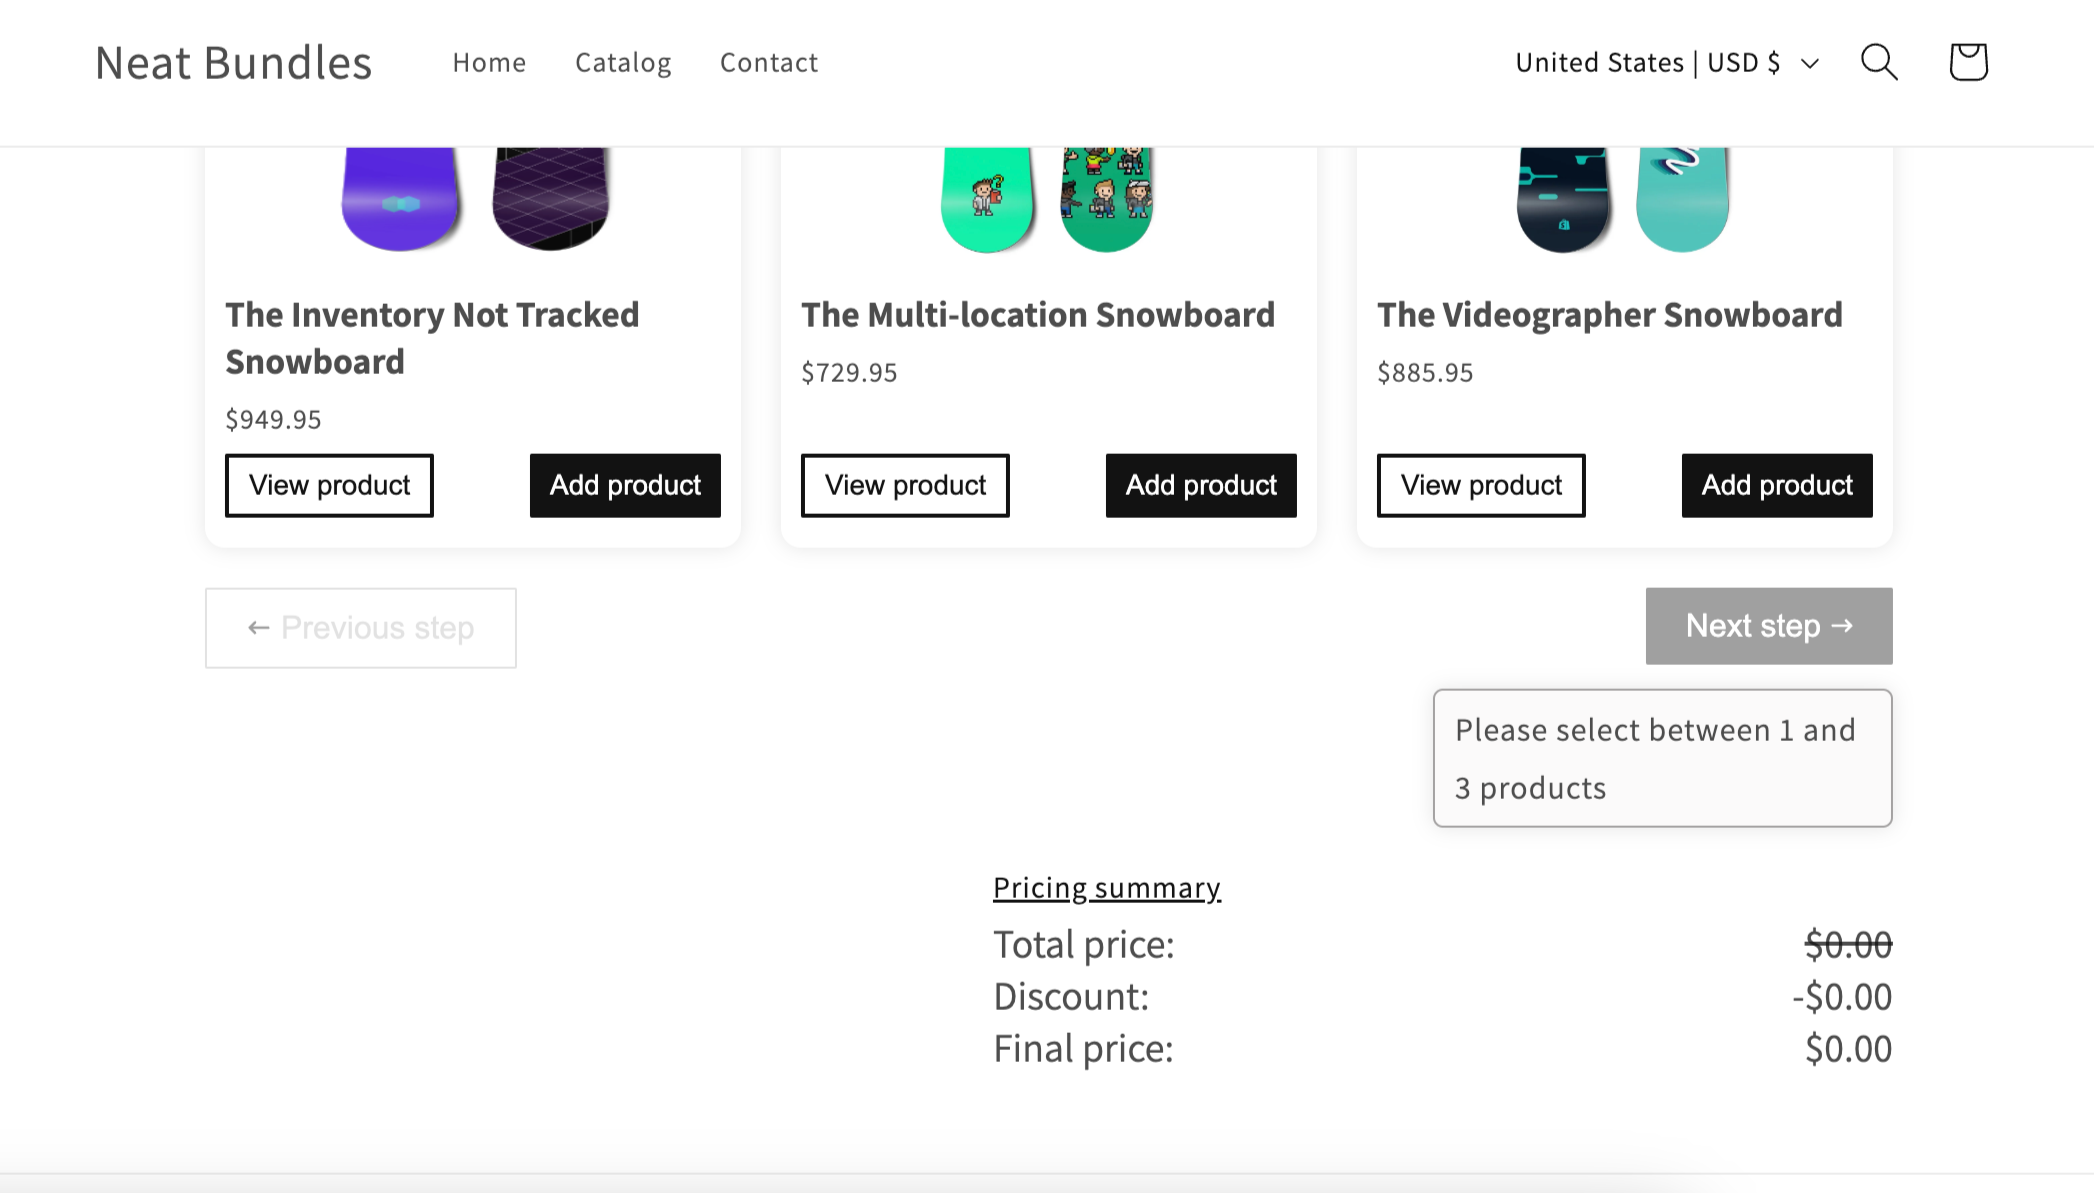 Neat Bundles
Home
Catalog
Contact
United States | USD $
The Inventory Not Tracked
Snowboard
$949.95
View product
Add product
The Multi-location Snowboard
$729.95
View product
Add product
The Videographer Snowboard
$885.95
View product
Add product
← Previous step
Next step →
Please select between 1 and
3 products
Pricing summary
Total price: $0.00
Discount: -$0.00
Final price: $0.00